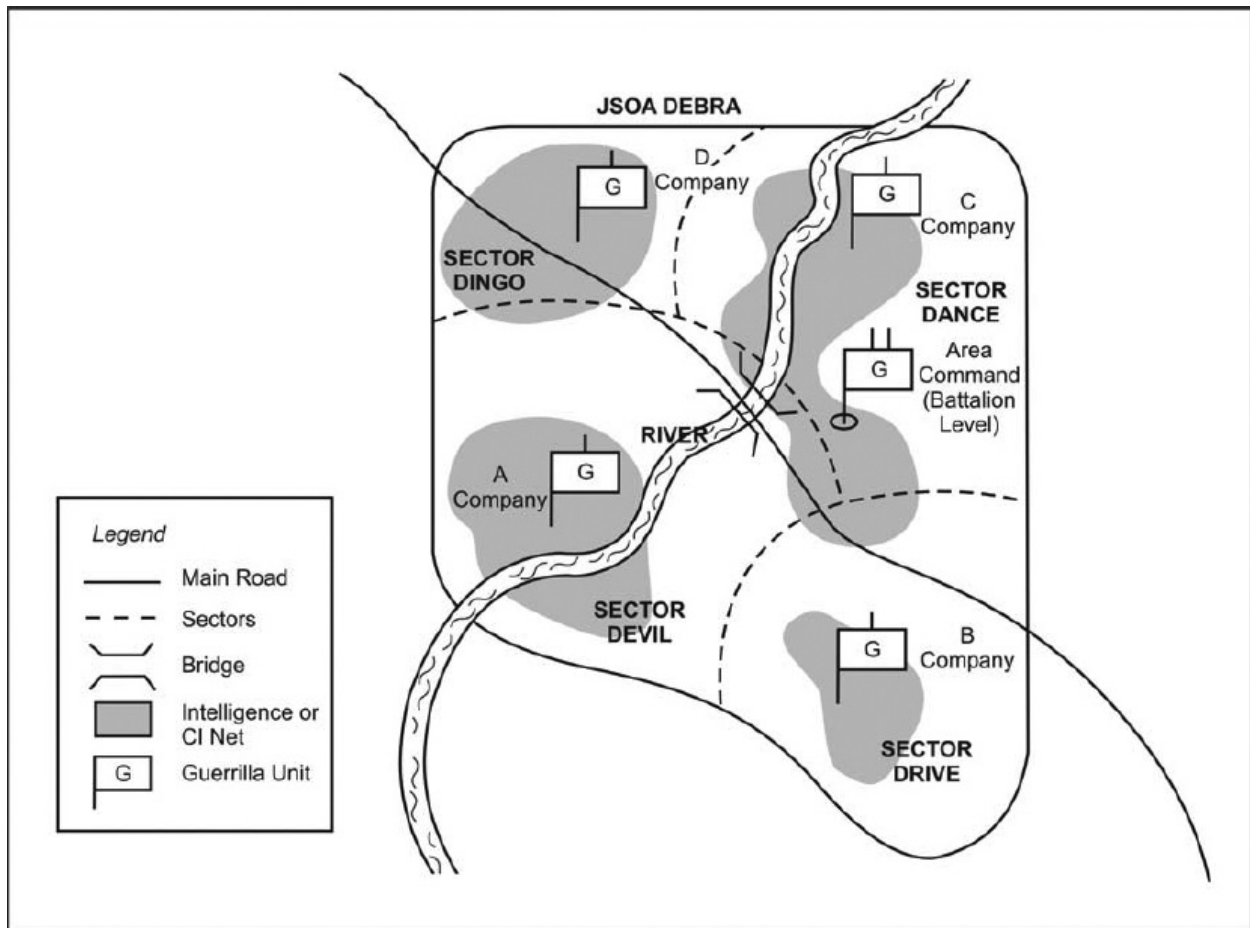 JSOA DEBRA
D
Company
G
G
C
Company
SECTOR
DINGO
SECTOR
DANCE
G
Area
Command
(Battalion
Level)
RIVER
A
Company
G
Legend
Main Road
Sectors
Bridge
Intelligence or
CI Net
G
Guerrilla Unit
SECTOR
DEVIL
G
B
Company
SECTOR
DRIVE